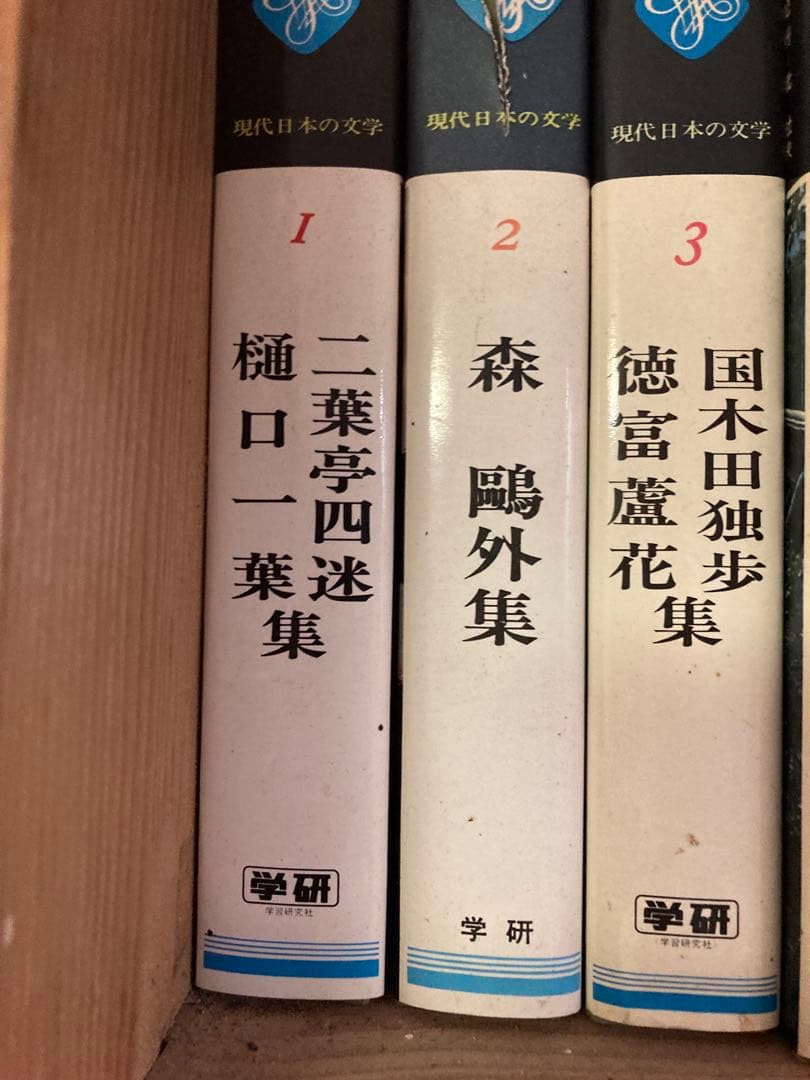 現代日本の文学
1
二葉亭四迷
樋口一葉
集
学研
学習研究社
現代日本の文学
2
森 鷗外集
学研
現代日本の文学
3
国木田独歩
徳富蘆花
集
学研
学習研究社